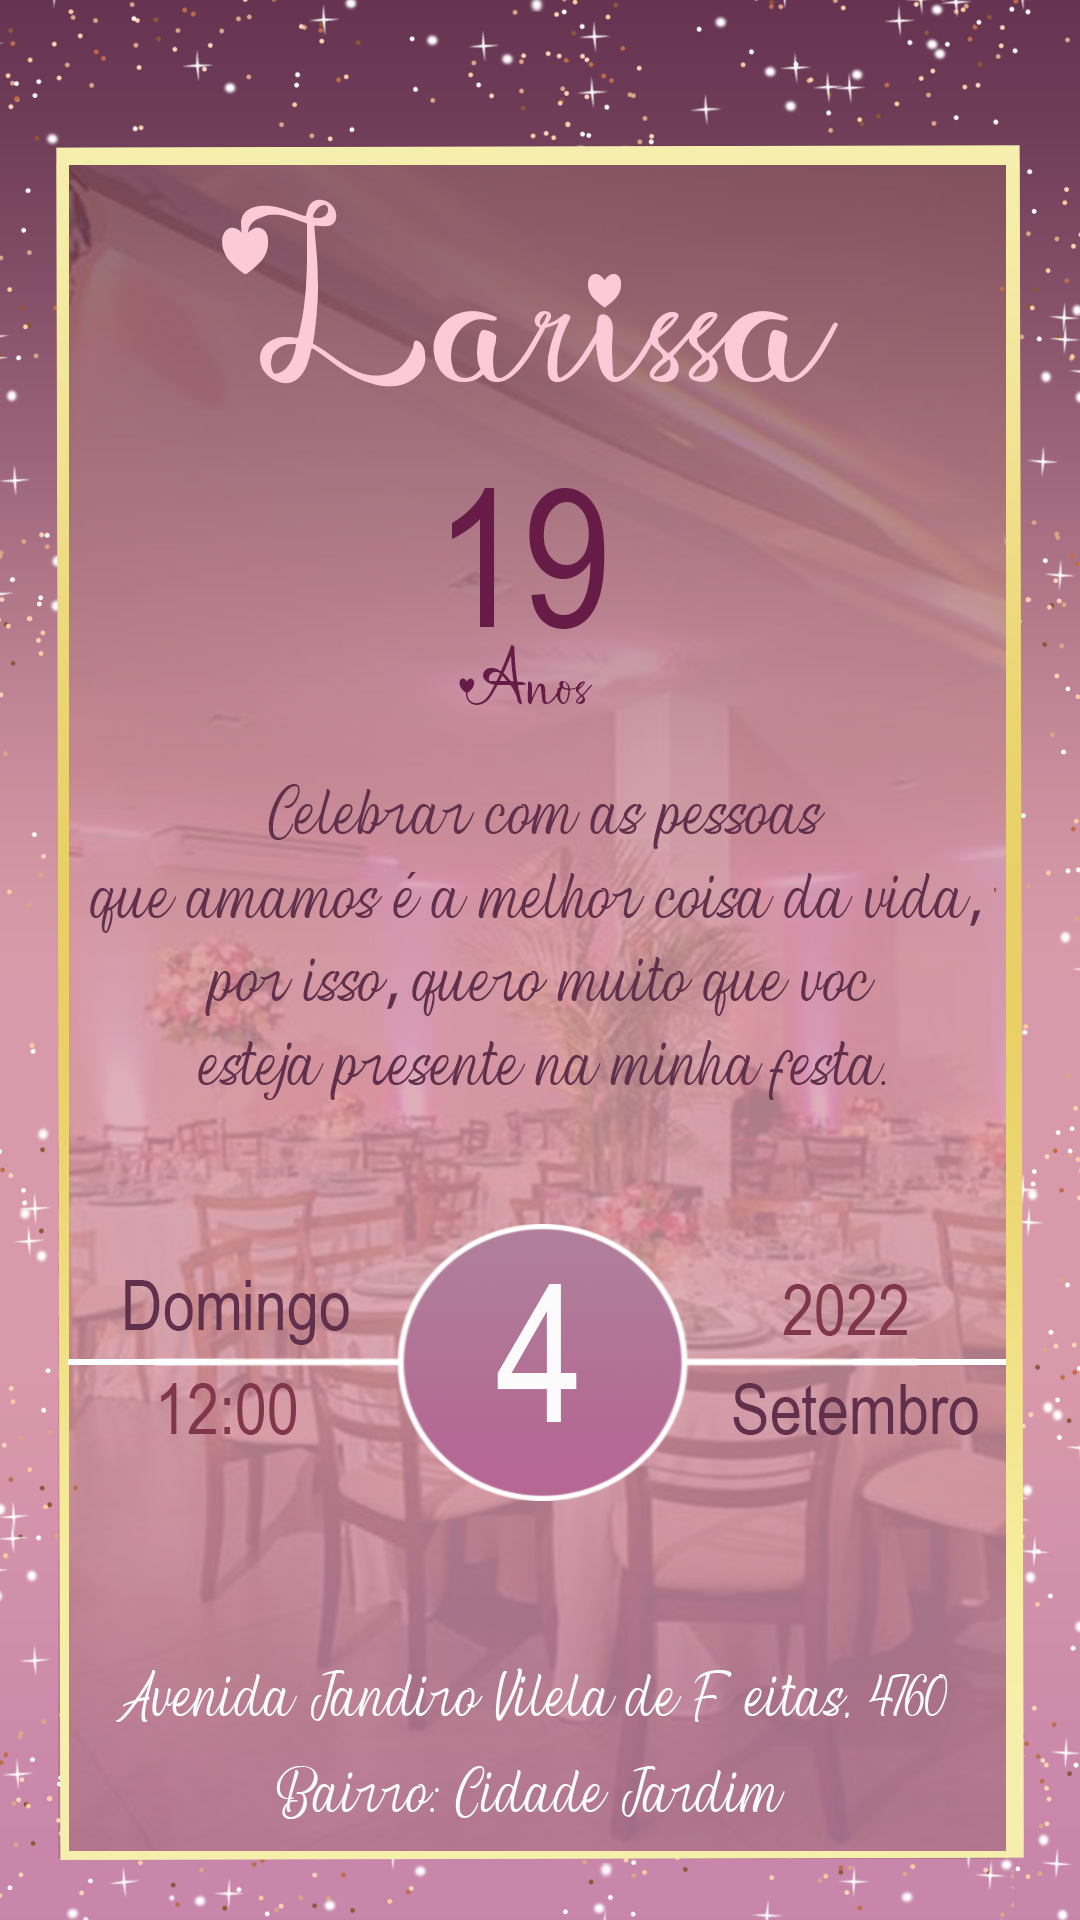 Larissa
19
Anos
Celebrar com as pessoas
que amamos é a melhor coisa da vida,
por isso, quero muito que voc
esteja presente na minha festa.
Domingo
4
2022
12:00
Setembro
Avenida Jandiro Vilela de F eitas, 4760
Bairro: Cidade Jardim